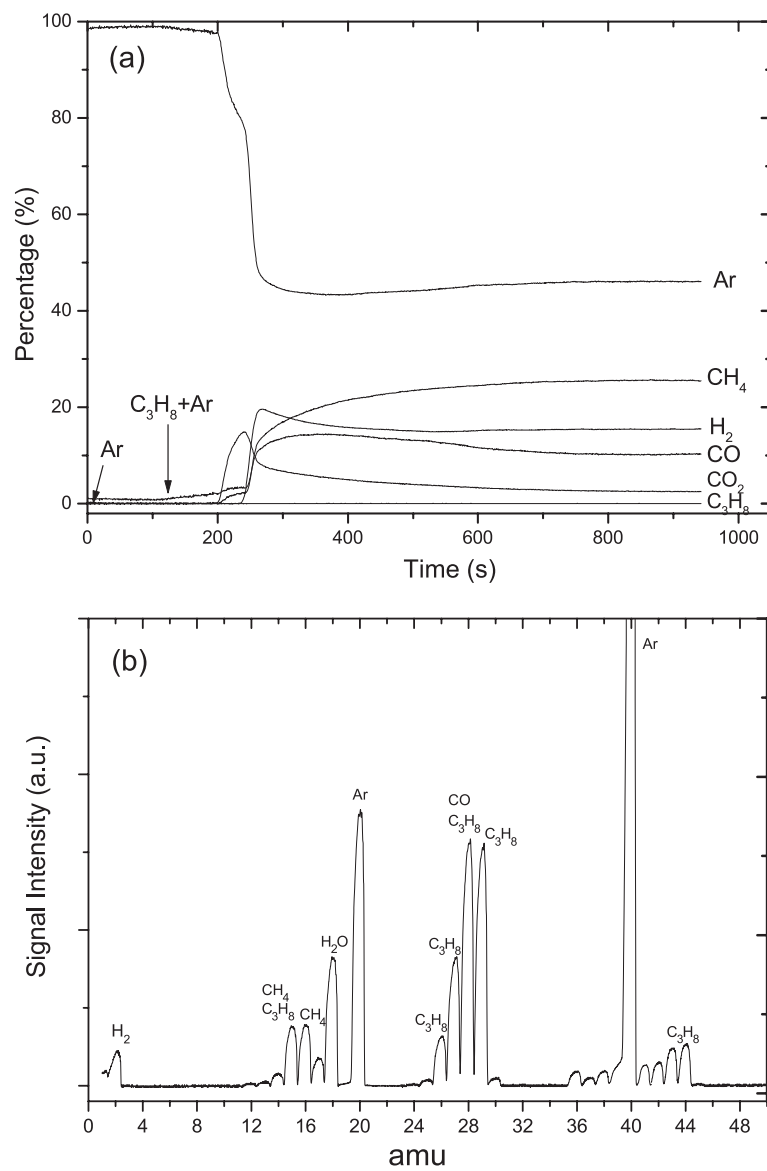 (a)
100
80
60
40
20
0
Percentage (%)
Ar
CH₄
H₂
CO
CO₂
C₃H₈
C₃H₈+Ar
Ar
0 200 400 600 800 1000
Time (s)
(b)
Signal Intensity (a.u.)
Ar
Ar
CO
C₃H₈
C₃H₈
H₂O
C₃H₈
CH₄
C₃H₈
CH₄
C₃H₈
H₂
C₃H₈
0 4 8 12 16 20 24 28 32 36 40 44 48
amu